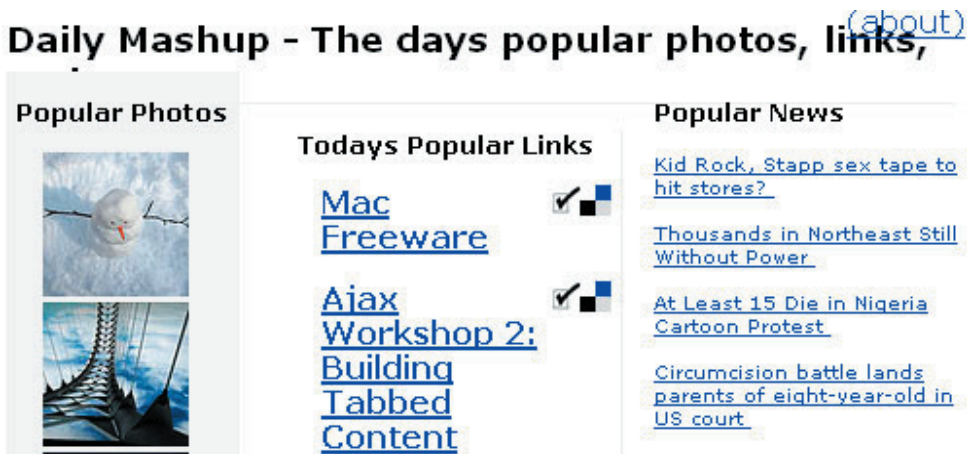 (about)
Daily Mashup - The days popular photos, links,
Popular Photos
Todays Popular Links
Mac
Freeware
Ajax
Workshop 2:
Building
Tabbed
Content
Popular News
Kid Rock, Stapp sex tape to
hit stores?
Thousands in Northeast Still
Without Power
At Least 15 Die in Nigeria
Cartoon Protest
Circumcision battle lands
parents of eight-year-old in
US court